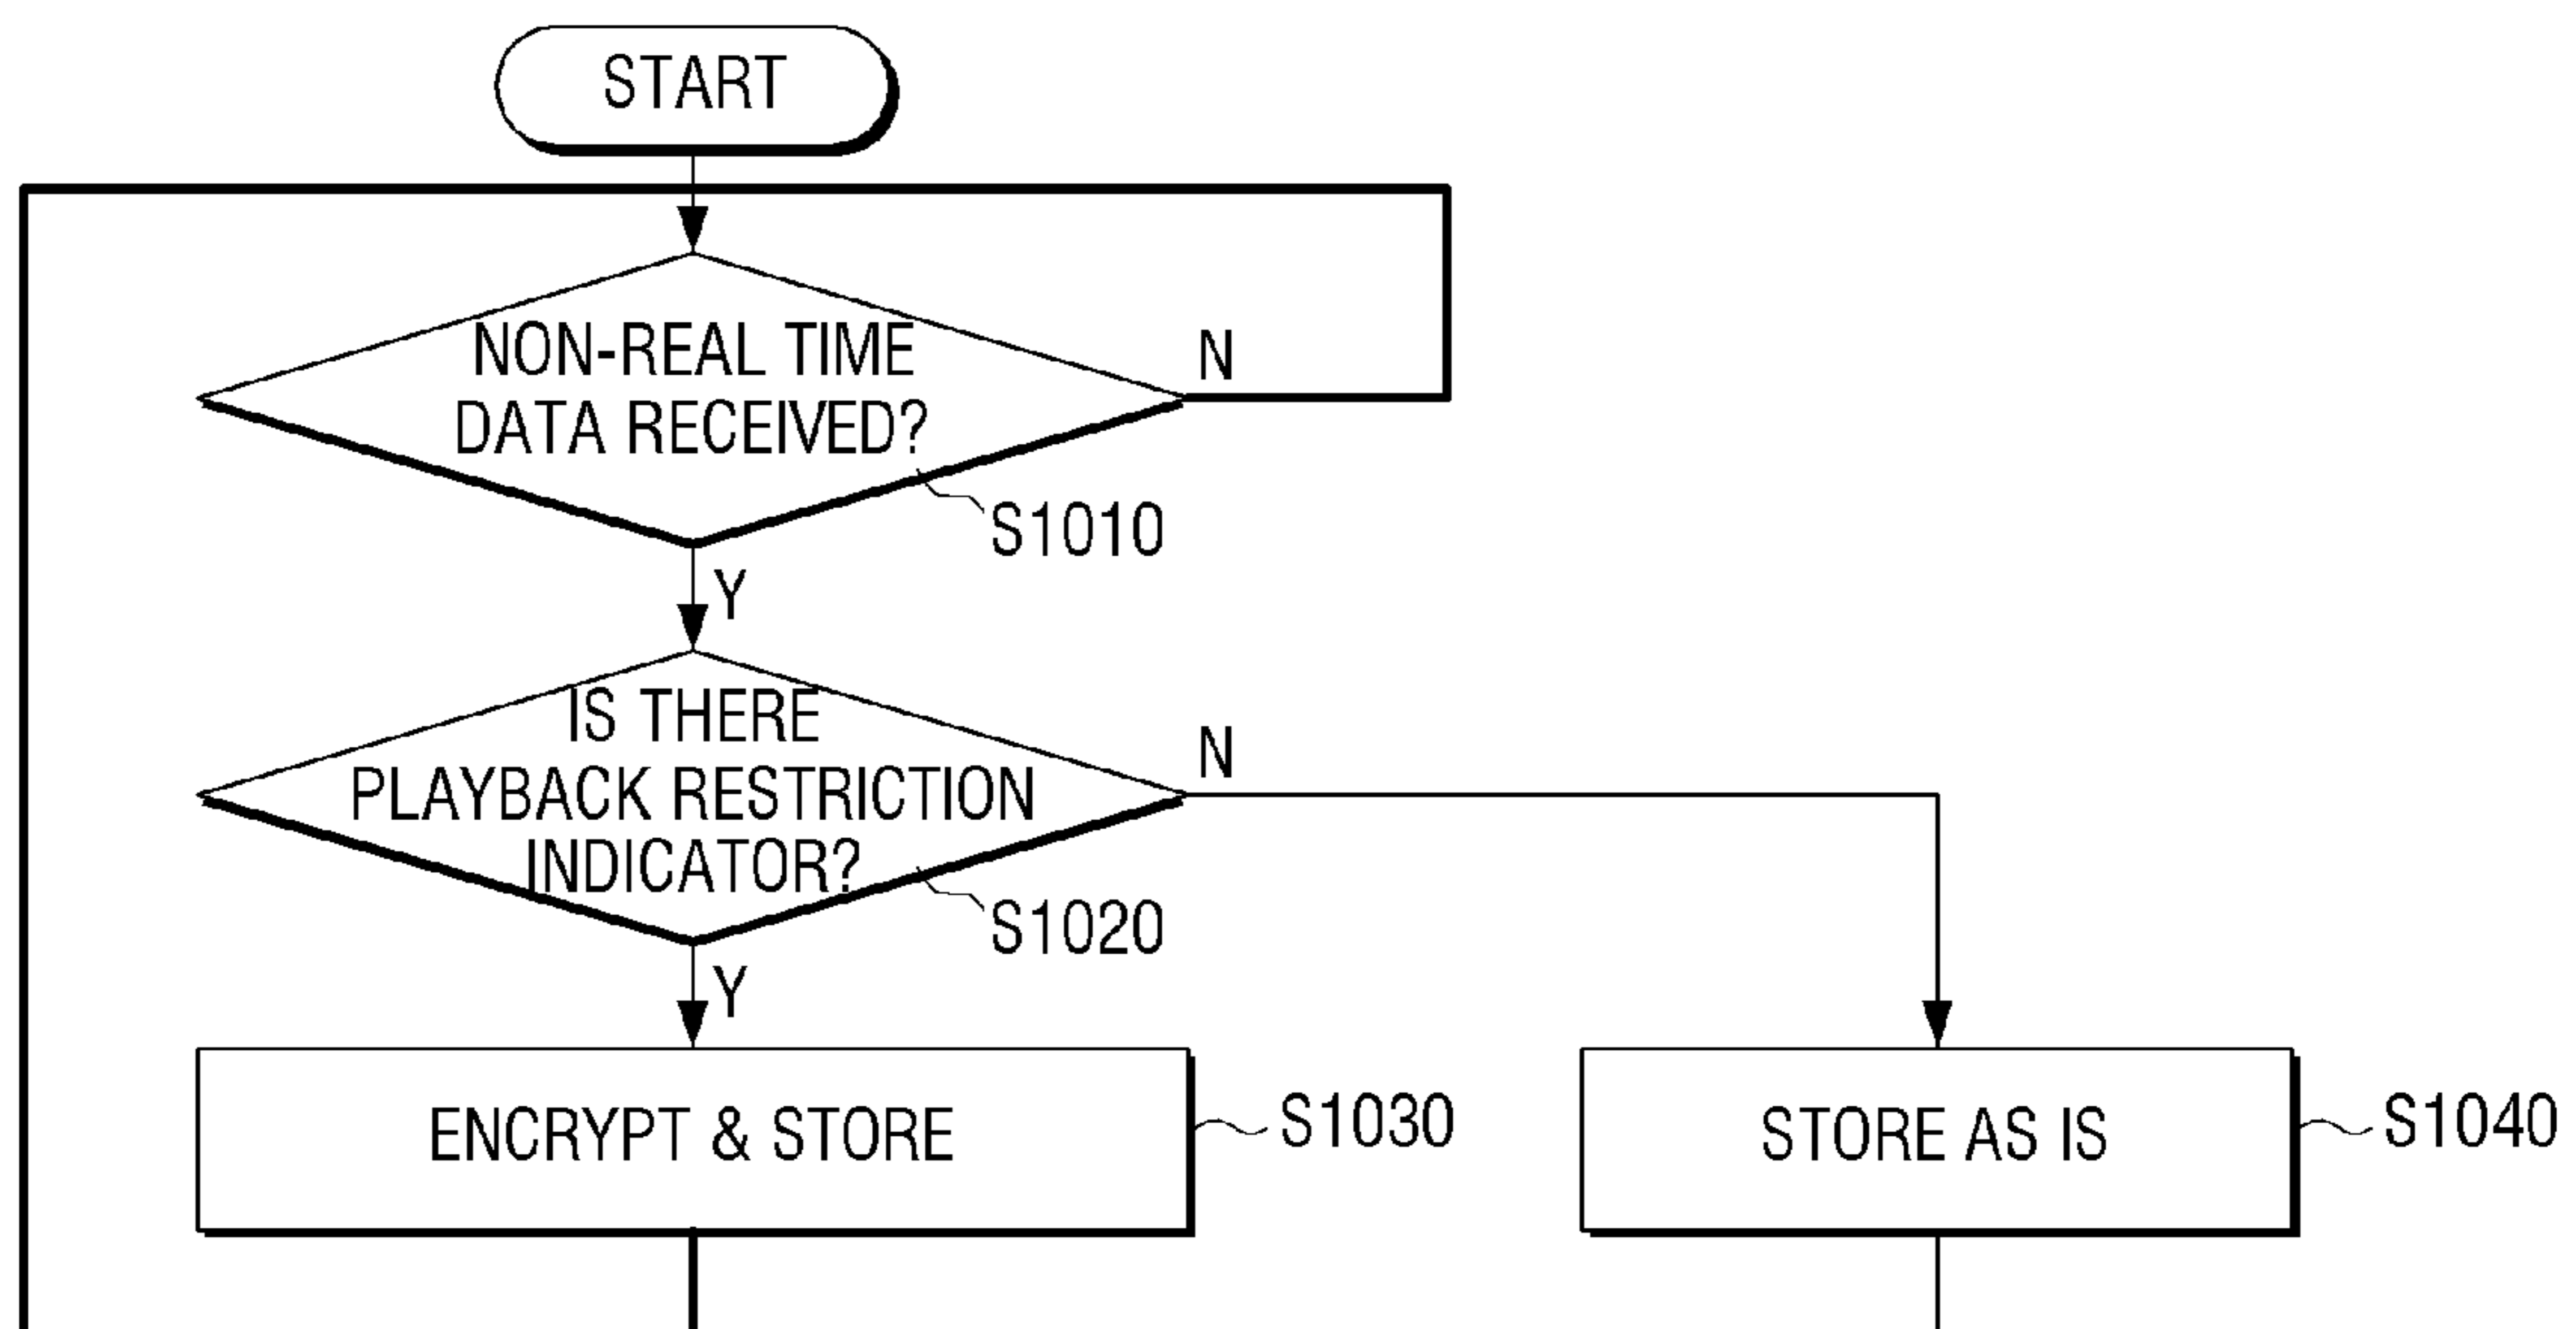 START
NON-REAL TIME
DATA RECEIVED?
N
S1010
Y
IS THERE
PLAYBACK RESTRICTION
INDICATOR?
N
S1020
Y
ENCRYPT & STORE
S1030
STORE AS IS
S1040